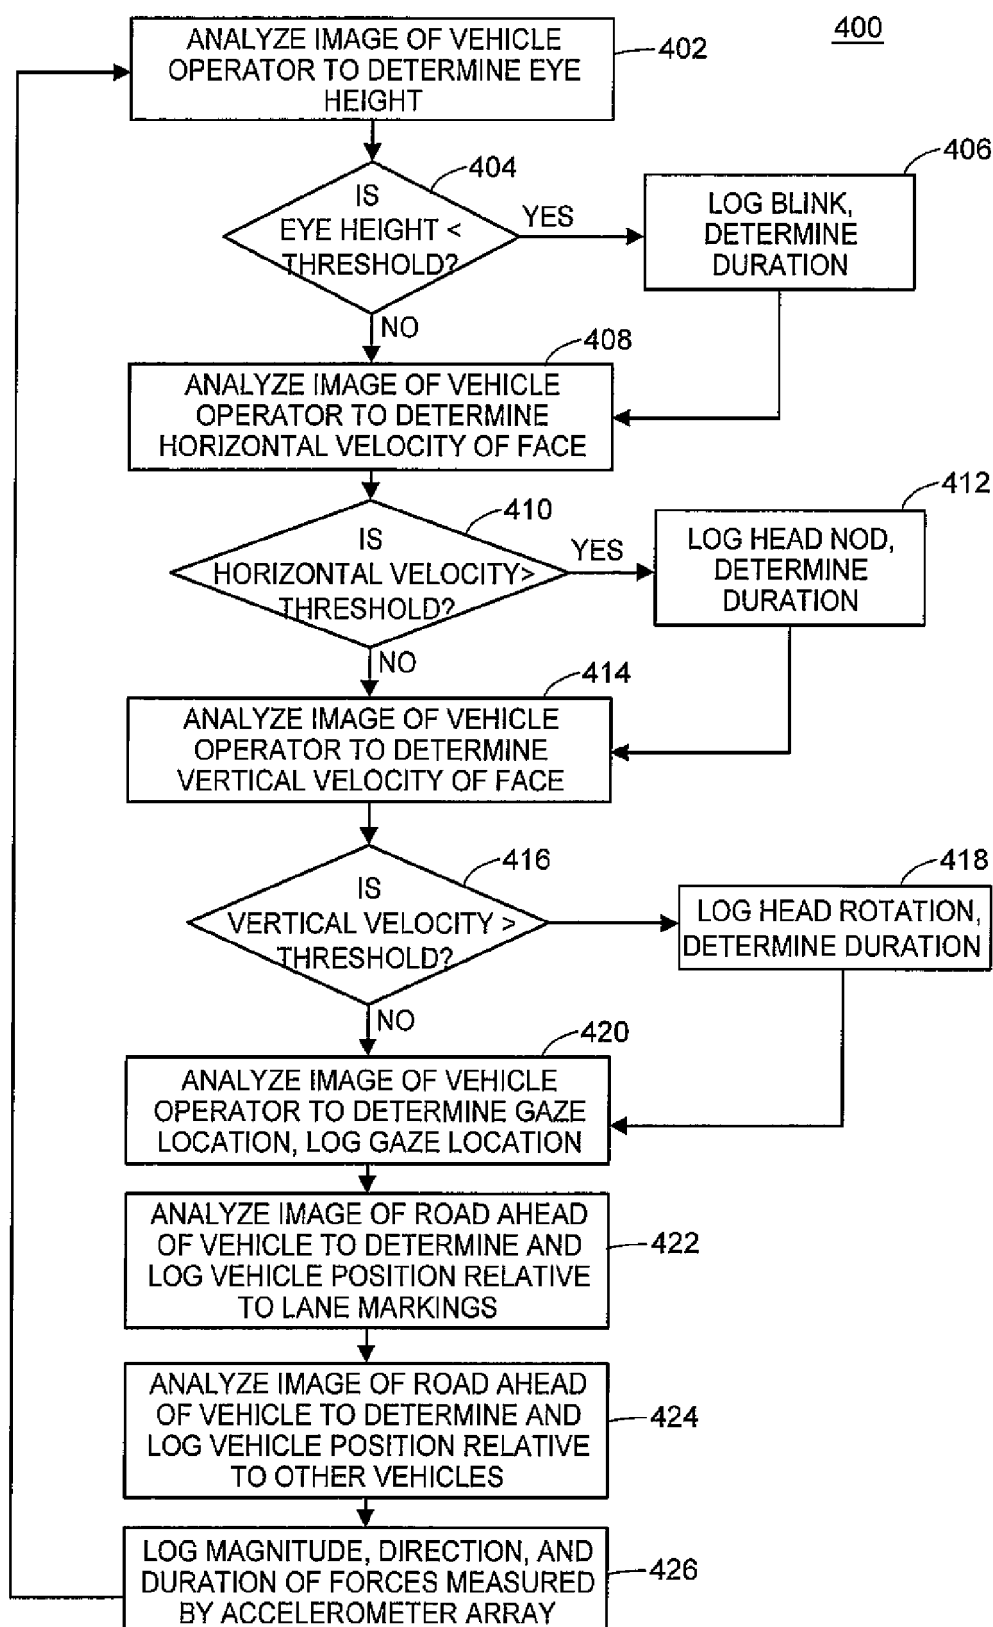 400
ANALYZE IMAGE OF VEHICLE
OPERATOR TO DETERMINE EYE
HEIGHT
402
404
IS
EYE HEIGHT <
THRESHOLD?
YES
406
LOG BLINK,
DETERMINE
DURATION
NO
408
ANALYZE IMAGE OF VEHICLE
OPERATOR TO DETERMINE
HORIZONTAL VELOCITY OF FACE
410
IS
HORIZONTAL VELOCITY>
THRESHOLD?
YES
412
LOG HEAD NOD,
DETERMINE
DURATION
NO
414
ANALYZE IMAGE OF VEHICLE
OPERATOR TO DETERMINE
VERTICAL VELOCITY OF FACE
416
IS
VERTICAL VELOCITY >
THRESHOLD?
418
LOG HEAD ROTATION,
DETERMINE DURATION
NO
420
ANALYZE IMAGE OF VEHICLE
OPERATOR TO DETERMINE GAZE
LOCATION, LOG GAZE LOCATION
ANALYZE IMAGE OF ROAD AHEAD
OF VEHICLE TO DETERMINE AND
LOG VEHICLE POSITION RELATIVE
TO LANE MARKINGS
422
ANALYZE IMAGE OF ROAD AHEAD
OF VEHICLE TO DETERMINE AND
LOG VEHICLE POSITION RELATIVE
TO OTHER VEHICLES
424
LOG MAGNITUDE, DIRECTION, AND
DURATION OF FORCES MEASURED
BY ACCELEROMETER ARRAY
426